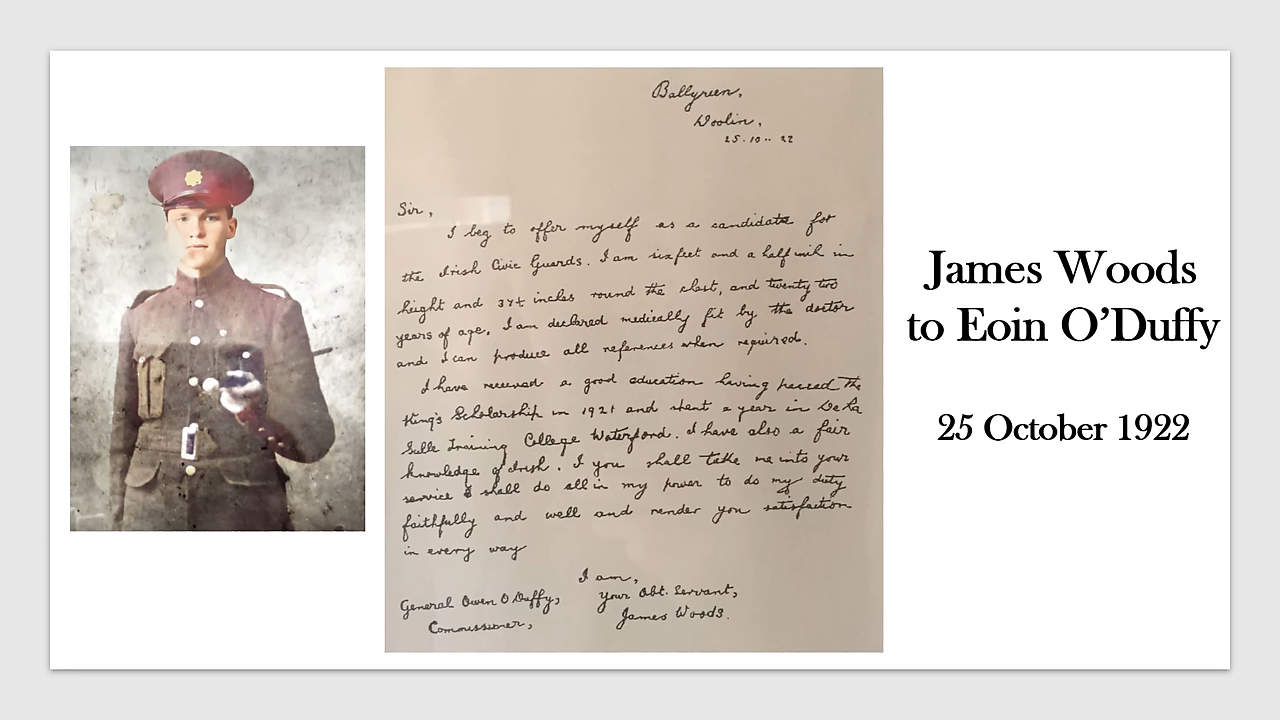 Ballyreen,
Doolin,
25.10..22
Sir,
I beg to offer myself as a candidate for
the Irish Civic Guards. I am six feet and a half inch in
height and 37½ inches round the chest, and twenty two
years of age. I am declared medically fit by the doctor
and I can produce all references when required.
I have received a good education having passed the
King's Scholarship in 1921 and spent a year in De La
Salle Training College Waterford. I have also a fair
knowledge of Irish. I you shall take me into your
service I shall do all in my power to do my duty
faithfully and well and render you satisfaction
in every way
I am,
Your Obt. Servant,
James Woods.
General Owen O Duffy,
Commissioner,
James Woods
to Eoin O’Duffy
25 October 1922